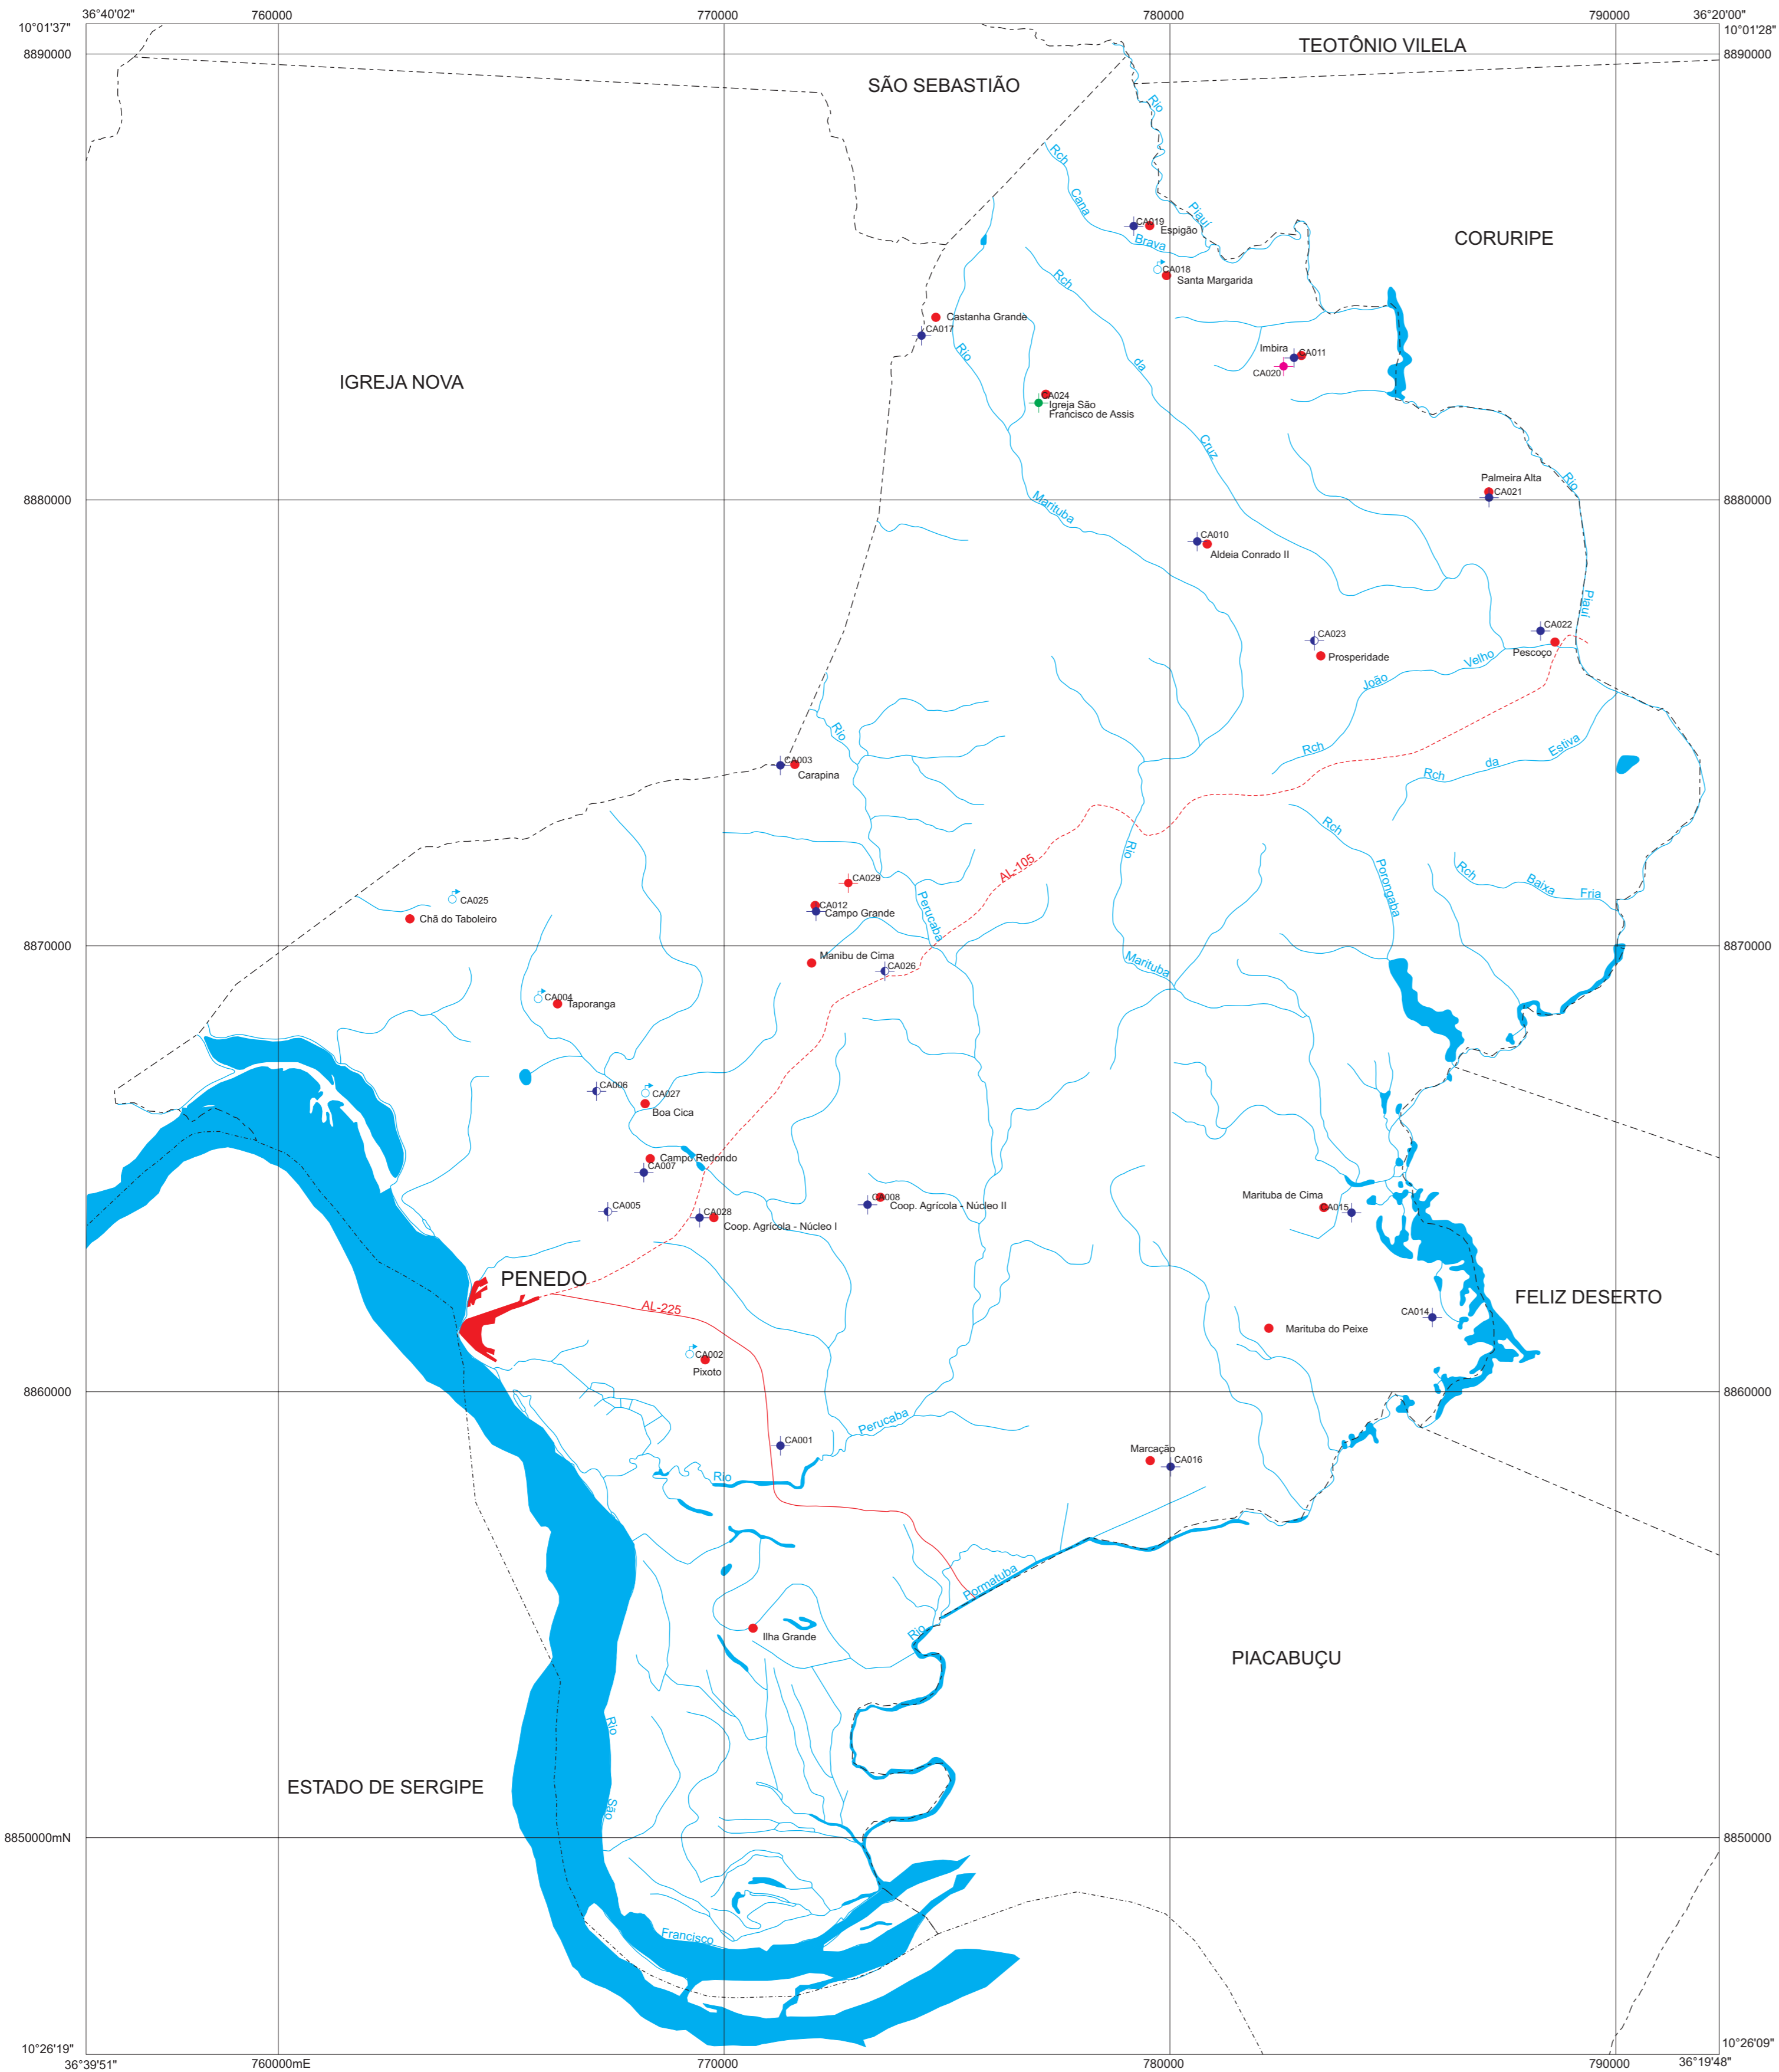 36°40'02"
760000
770000
780000
790000
36°20'00"
10°01'37"
10°01'28"
8890000
8890000
TEOTÔNIO VILELA
SÃO SEBASTIÃO
Rio
Rch
Cana
Brava
Piauí
CA019
Espigão
CORURIPE
CA018
Santa Margarida
Rch
da
Cruz
Castanha Grande
CA017
Rio
Imbira
CA011
CA020
IGREJA NOVA
CA024
Igreja São
Francisco de Assis
Palmeira Alta
CA021
Rio
8880000
8880000
Marituba
CA010
Aldeia Conrado II
Piauí
CA023
CA022
Prosperidade
Pescoço
Velho
João
Rch
Rio
Estiva
da
Rch
CA003
Carapina
Rch
Porongaba
Rio
AL-105
Rch
Baixa
Fria
CA029
CA025
Chã do Taboleiro
CA012
Campo Grande
Perucaba
8870000
8870000
Manibu de Cima
CA026
Marituba
CA004
Taporanga
CA006
CA027
Boa Cica
Campo Redondo
CA007
CA005
CA028
Coop. Agrícola - Núcleo I
CA008
Coop. Agrícola - Núcleo II
Marituba de Cima
CA015
PENEDO
AL-225
FELIZ DESERTO
CA014
Marituba do Peixe
CA002
Pixoto
8860000
8860000
Perucaba
CA001
Rio
Marcação
CA016
Formatuba
Rio
Ilha Grande
PIACABUÇU
Rio
ESTADO DE SERGIPE
São
8850000mN
8850000
Francisco
10°26'19"
10°26'09"
36°39'51"
760000mE
770000
780000
790000
36°19'48"